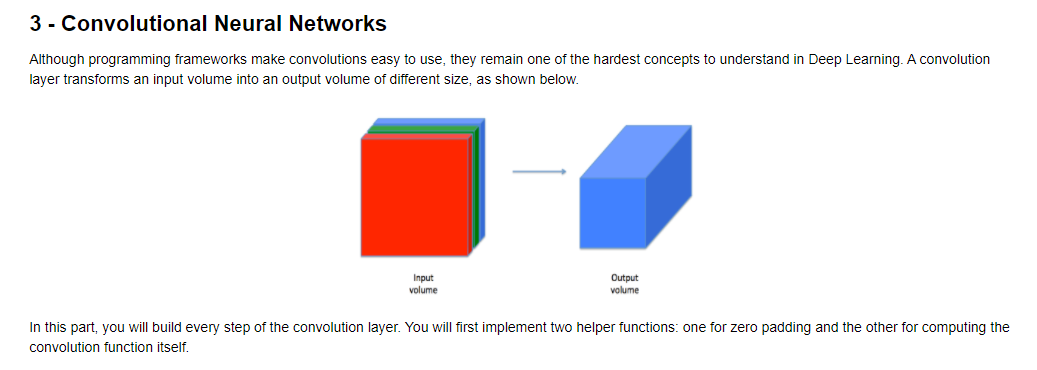 3 - Convolutional Neural Networks
Although programming frameworks make convolutions easy to use, they remain one of the hardest concepts to understand in Deep Learning. A convolution
layer transforms an input volume into an output volume of different size, as shown below.
Input
volume
Output
volume
In this part, you will build every step of the convolution layer. You will first implement two helper functions: one for zero padding and the other for computing the
convolution function itself.